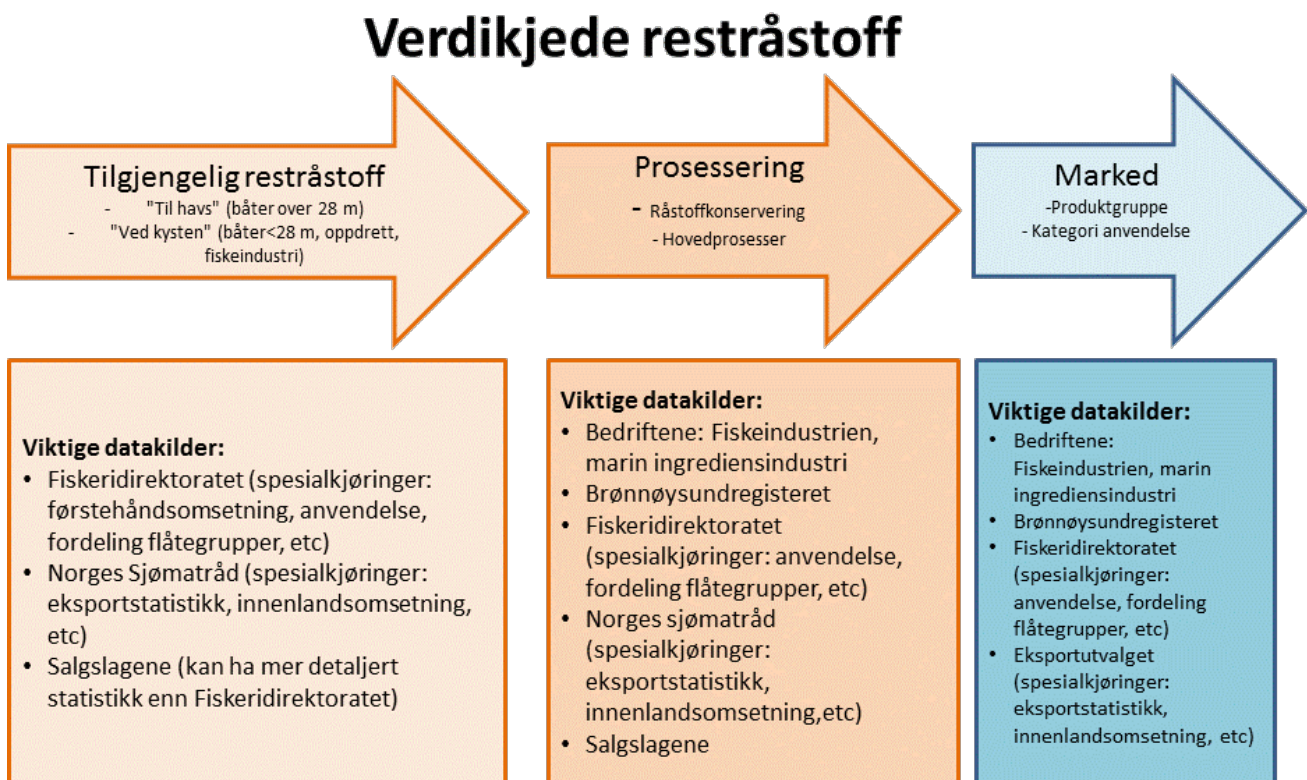 Verdikjede restråstoff
Tilgjengelig restråstoff
- "Til havs" (båter over 28 m)
- "Ved kysten" (båter<28 m, oppdrett,
fiskeindustri)
Prosessering
- Råstoffkonservering
- Hovedprosesser
Marked
-Produktgruppe
- Kategori anvendelse
Viktige datakilder:
• Fiskeridirektoratet (spesialkjøringer:
førstehåndsomsetning, anvendelse,
fordeling flåtegrupper, etc)
• Norges Sjømatråd (spesialkjøringer:
eksportstatistikk, innenlandsomsetning,
etc)
• Salgslagene (kan ha mer detaljert
statistikk enn Fiskeridirektoratet)
Viktige datakilder:
• Bedriftene: Fiskeindustrien,
marin ingrediensindustri
• Brønnøysundregisteret
• Fiskeridirektoratet
(spesialkjøringer: anvendelse,
fordeling flåtegrupper, etc)
• Norges sjømatråd
(spesialkjøringer:
eksportstatistikk,
innenlandsomsetning,etc)
• Salgslagene
Viktige datakilder:
• Bedriftene:
Fiskeindustrien, marin
ingrediensindustri
• Brønnøysundregisteret
• Fiskeridirektoratet
(spesialkjøringer:
anvendelse, fordeling
flåtegrupper, etc)
• Eksportutvalget
(spesialkjøringer:
eksportstatistikk,
innenlandsomsetning, etc)